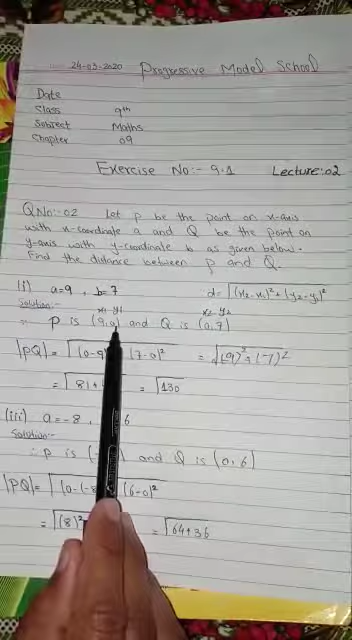 24-03-2020 Progressive Model School
Date
Class 9th
Subject Maths
Chapter 09
Exercise No:- 9.1 Lecture:02
Q No:-02 Let p be the point on x-axis
with x-coordinate a and Q be the point on
y-axis with y-coordinate b as given below.
Find the distance between p and Q.
(i) a=9, b=7 d=√(x₂-x₁)²+(y₂-y₁)²
Solution:-
x₁ y₁ x₂ y₂
∴ p is (9,0) and Q is (0,7)
|PQ|= √(0-9)² (7-0)² = √(9)²+(-7)²
= √81+ = √130
(iii) a=-8, 6
Solution:-
∴ p is (- ) and Q is (0,6)
|PQ|= √(0-(-8 (6-0)²
= √(8)² = √64+36